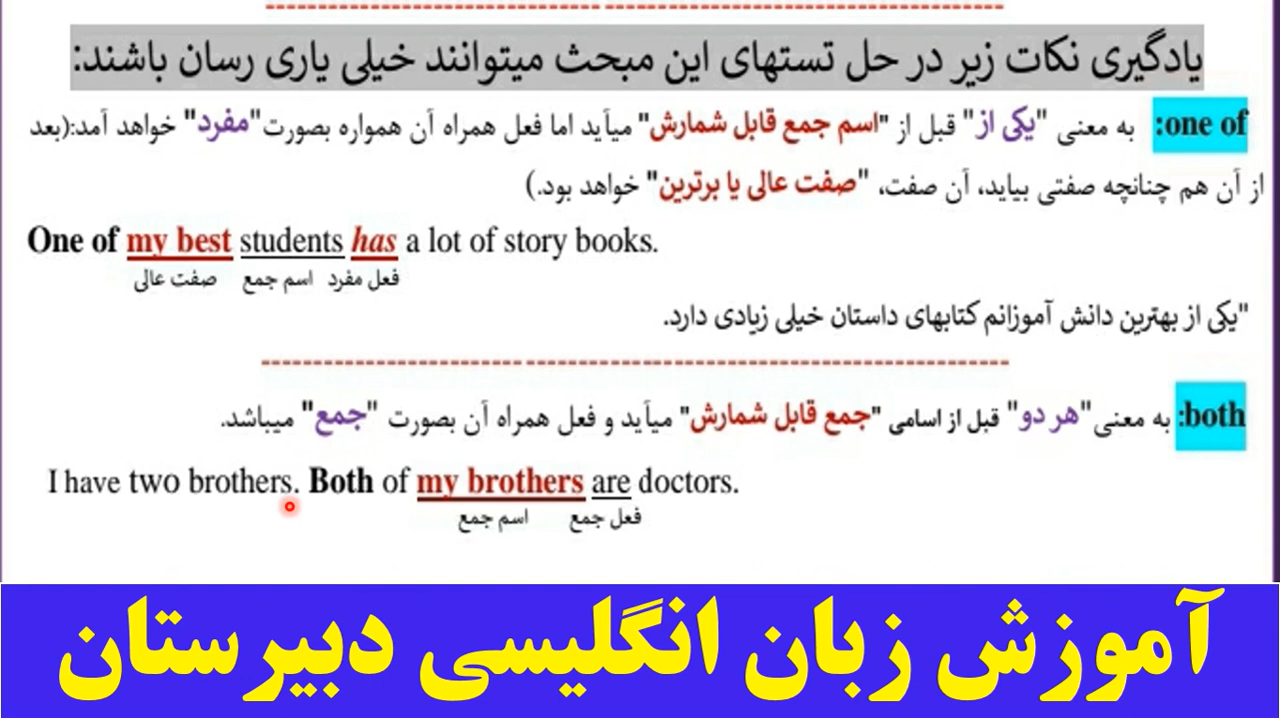 یادگیری نکات زیر در حل تستهای این مبحث میتوانند خیلی یاری رسان باشند:
one of: به معنی "یکی از" قبل از "اسم جمع قابل شمارش" میآید اما فعل همراه آن همواره بصورت"مفرد" خواهد آمد:(بعد
از آن هم چنانچه صفتی بیاید، آن صفت، "صفت عالی یا برترین" خواهد بود.)
One of my best students has a lot of story books.
صفت عالی اسم جمع فعل مفرد
"یکی از بهترین دانش آموزانم کتابهای داستان خیلی زیادی دارد.
both: به معنی"هر دو" قبل از اسامی "جمع قابل شمارش" میآید و فعل همراه آن بصورت "جمع" میباشد.
I have two brothers. Both of my brothers are doctors.
اسم جمع فعل جمع
آموزش زبان انگلیسی دبیرستان